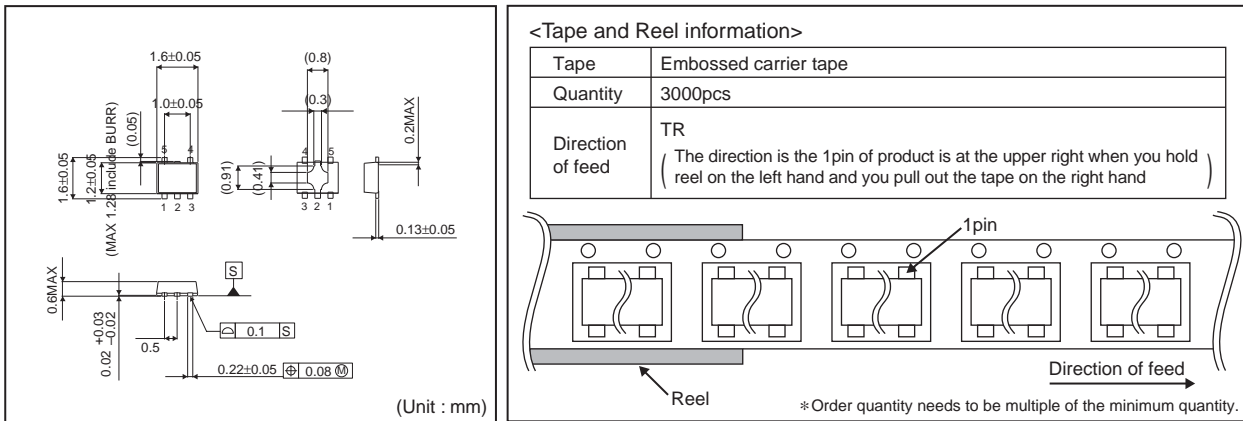 1.6±0.05
1.0±0.05
(0.05)
1.6±0.05
1.2±0.05
(MAX 1.28 include BURR)
5 4
1 2 3
(0.8)
(0.3)
(0.91)
(0.41)
4 5
3 2 1
0.2MAX
0.13±0.05
0.6MAX
S
0.02 +0.03
−0.02
0.5
⌓ 0.1 S
0.22±0.05 ⌖ 0.08 Ⓜ
(Unit : mm)
<Tape and Reel information>
Tape Embossed carrier tape
Quantity 3000pcs
Direction
of feed
TR
( The direction is the 1pin of product is at the upper right when you hold
reel on the left hand and you pull out the tape on the right hand )
1pin
Reel
Direction of feed
∗Order quantity needs to be multiple of the minimum quantity.